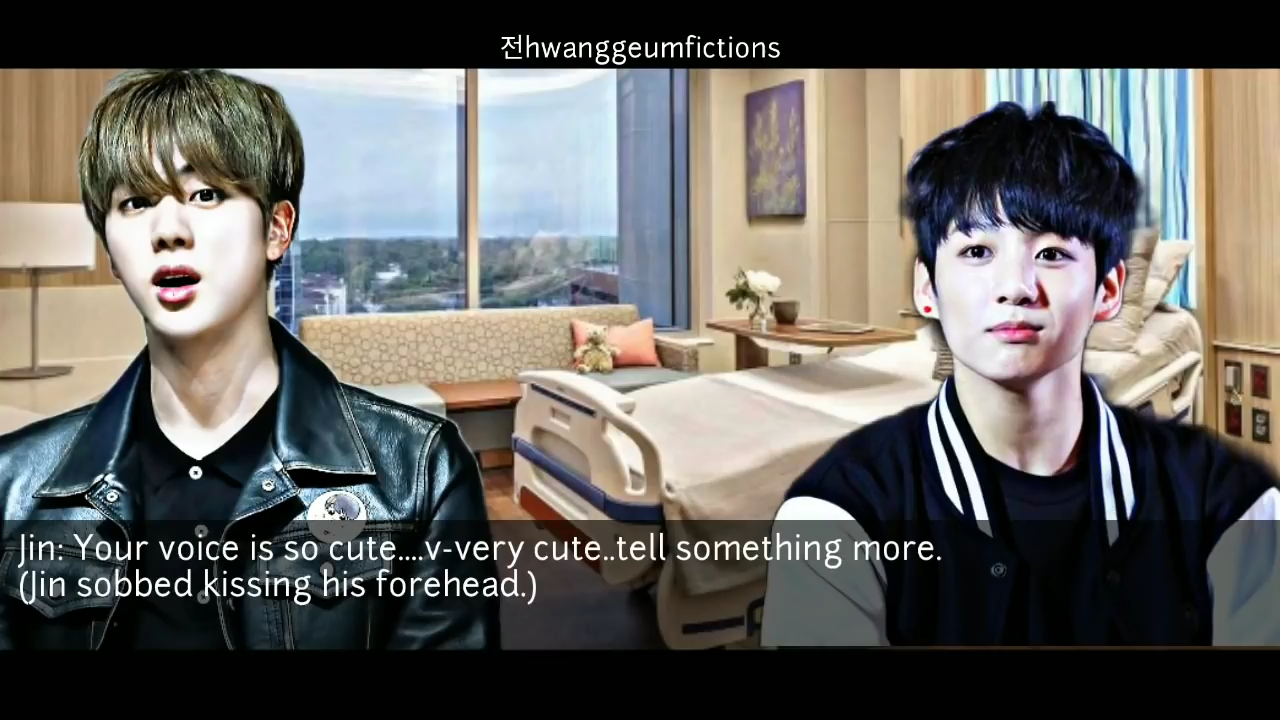 전hwanggeumfictions
Jin: Your voice is so cute....v-very cute..tell something more.
(Jin sobbed kissing his forehead.)